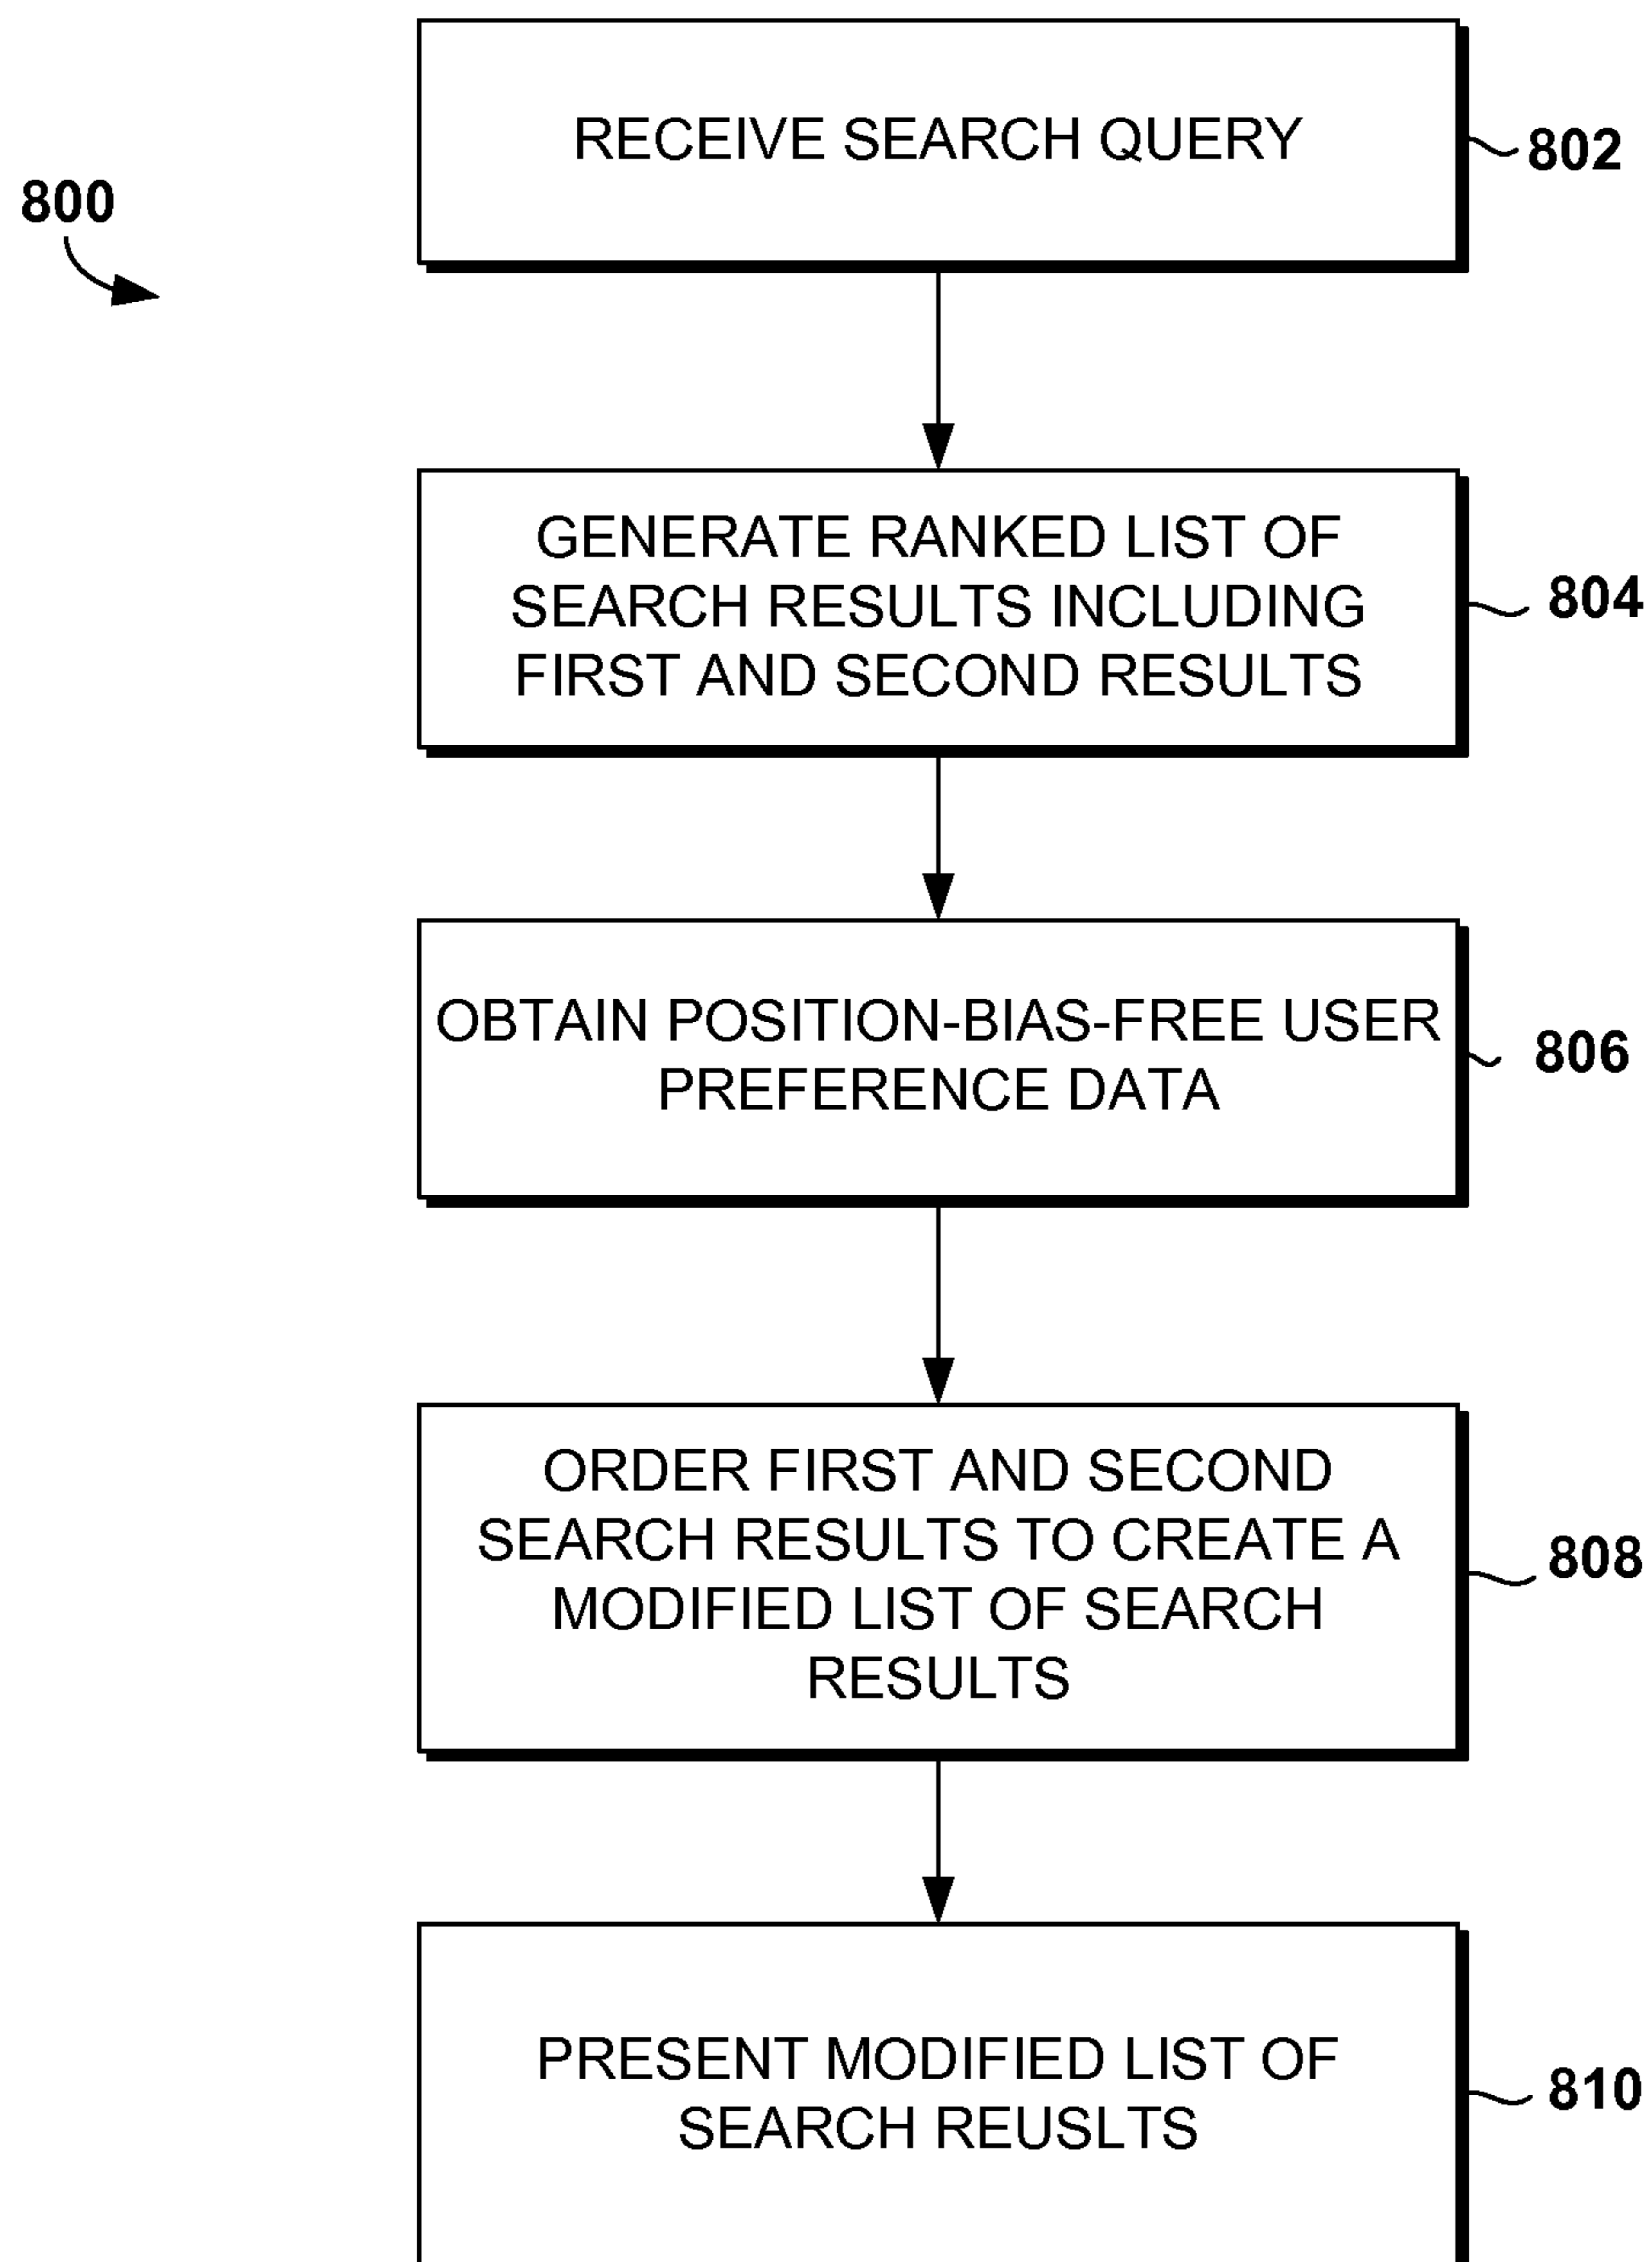 RECEIVE SEARCH QUERY
802
800
GENERATE RANKED LIST OF
SEARCH RESULTS INCLUDING
FIRST AND SECOND RESULTS
804
OBTAIN POSITION-BIAS-FREE USER
PREFERENCE DATA
806
ORDER FIRST AND SECOND
SEARCH RESULTS TO CREATE A
MODIFIED LIST OF SEARCH
RESULTS
808
PRESENT MODIFIED LIST OF
SEARCH REUSLTS
810